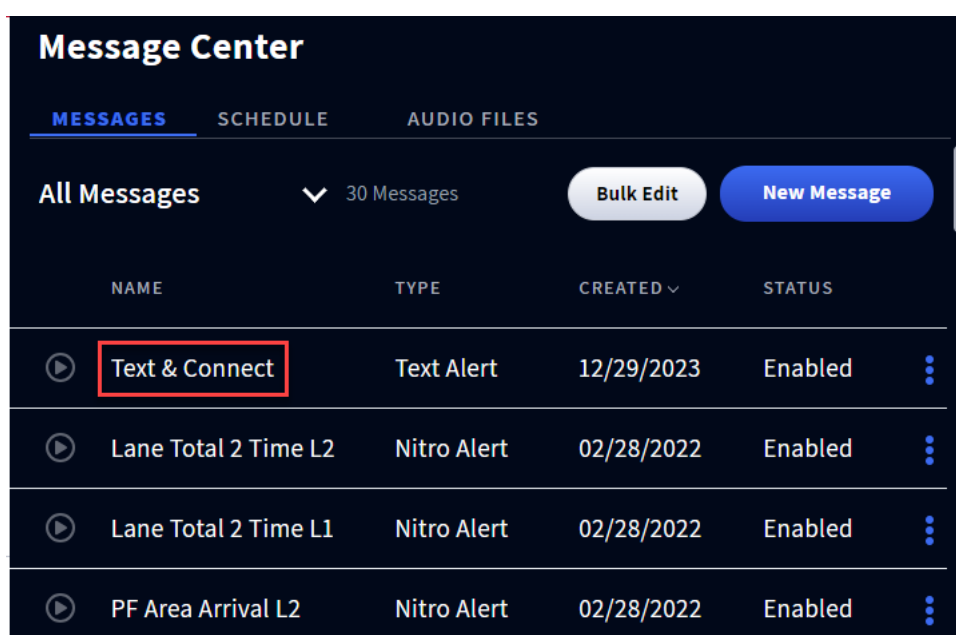 Message Center
MESSAGES SCHEDULE AUDIO FILES
All Messages 30 Messages Bulk Edit New Message
NAME TYPE CREATED STATUS
Text & Connect Text Alert 12/29/2023 Enabled
Lane Total 2 Time L2 Nitro Alert 02/28/2022 Enabled
Lane Total 2 Time L1 Nitro Alert 02/28/2022 Enabled
PF Area Arrival L2 Nitro Alert 02/28/2022 Enabled